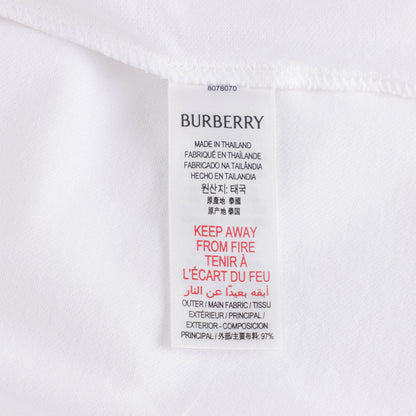 8076070
BURBERRY
MADE IN THAILAND
FABRIQUÉ EN THAÏLANDE
FABRICADO NA TAILÂNDIA
HECHO EN TAILANDIA
원산지: 태국
原產地 泰國
原产地 泰国
KEEP AWAY
FROM FIRE
TENIR À
L'ÉCART DU FEU
أبقه بعيدًا عن النار
OUTER / MAIN FABRIC / TISSU
EXTÉRIEUR / PRINCIPAL /
EXTERIOR - COMPOSICION
PRINCIPAL / 外部/主要布料: 97%